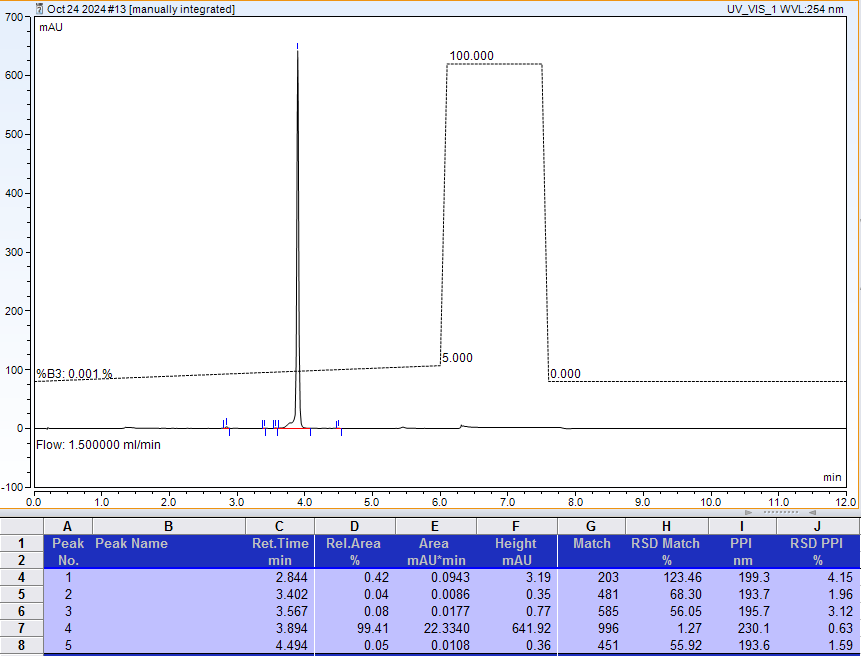 Oct 24 2024 #13 [manually integrated] UV_VIS_1 WVL:254 nm
700
mAU
100.000
600
500
400
300
200
100
%B3: 0.001 %
5.000
0.000
0
Flow: 1.500000 ml/min
-100
min
0.0 1.0 2.0 3.0 4.0 5.0 6.0 7.0 8.0 9.0 10.0 11.0 12.0
A B C D E F G H I J
1 Peak Peak Name Ret.Time Rel.Area Area Height Match RSD Match PPI RSD PPI
2 No. min % mAU*min mAU % nm %
4 1 2.844 0.42 0.0943 3.19 203 123.46 199.3 4.15
5 2 3.402 0.04 0.0086 0.35 481 68.30 193.7 1.96
6 3 3.567 0.08 0.0177 0.77 585 56.05 195.7 3.12
7 4 3.894 99.41 22.3340 641.92 996 1.27 230.1 0.63
8 5 4.494 0.05 0.0108 0.36 451 55.92 193.6 1.59